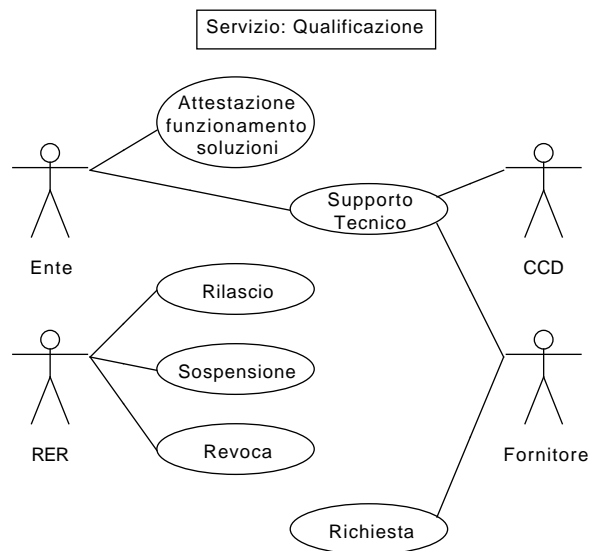 Servizio: Qualificazione
Attestazione
funzionamento
soluzioni
Supporto
Tecnico
Ente
CCD
Rilascio
Sospensione
RER
Revoca
Fornitore
Richiesta